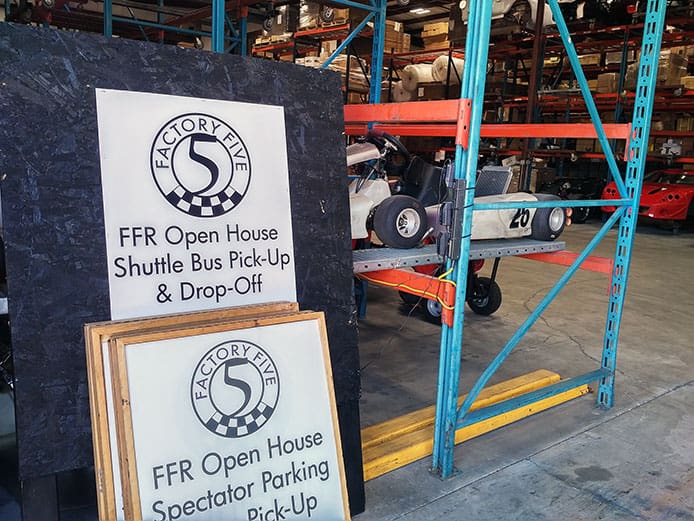 FACTORY FIVE
5
FFR Open House
Shuttle Bus Pick-Up
& Drop-Off
FACTORY FIVE
5
FFR Open House
Spectator Parking
Pick-Up
26